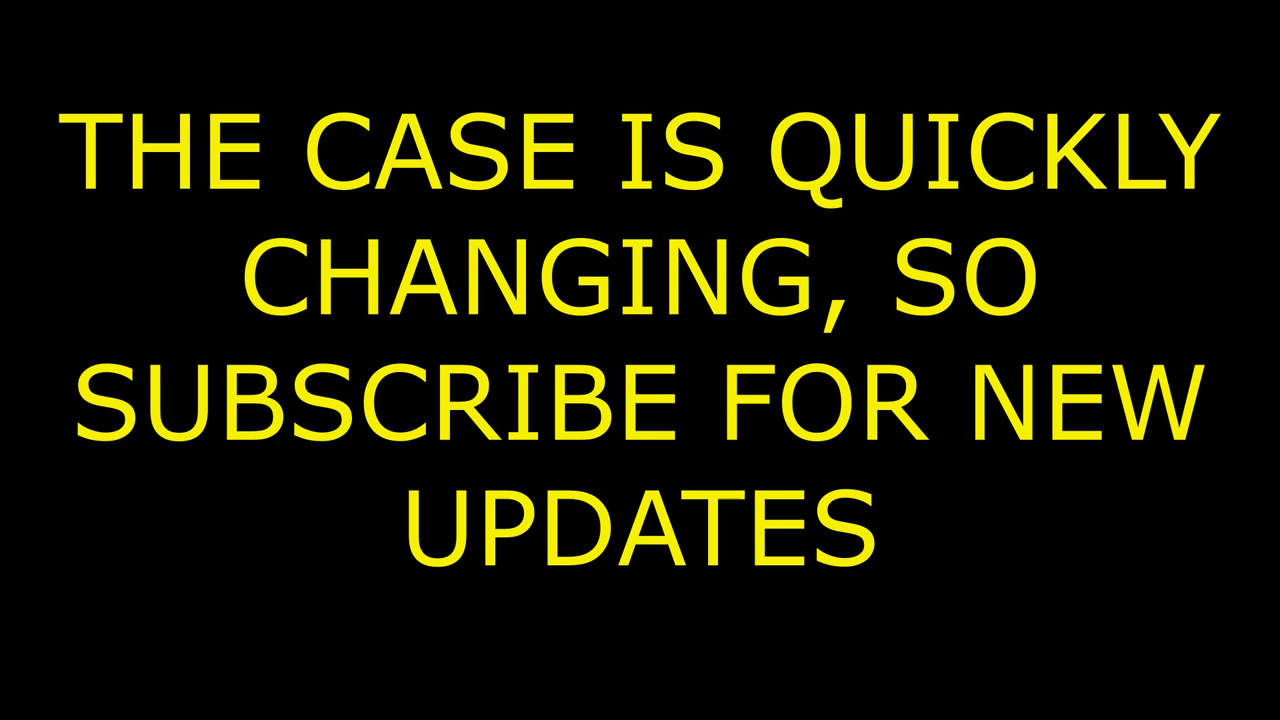 THE CASE IS QUICKLY
CHANGING, SO
SUBSCRIBE FOR NEW
UPDATES